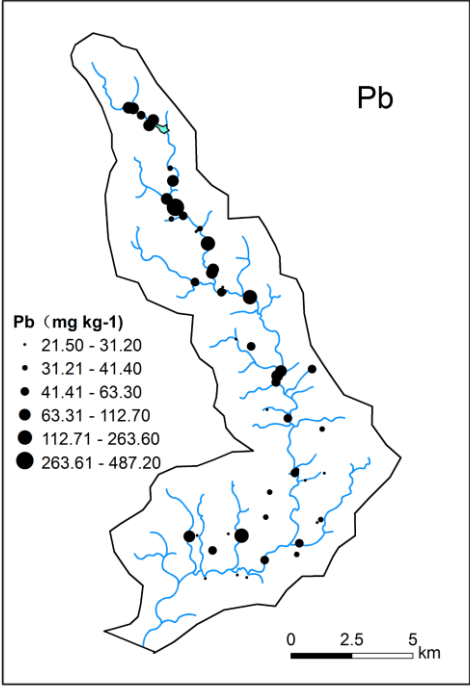 Pb
Pb（mg kg-1)
21.50 - 31.20
31.21 - 41.40
41.41 - 63.30
63.31 - 112.70
112.71 - 263.60
263.61 - 487.20
0 2.5 5
km